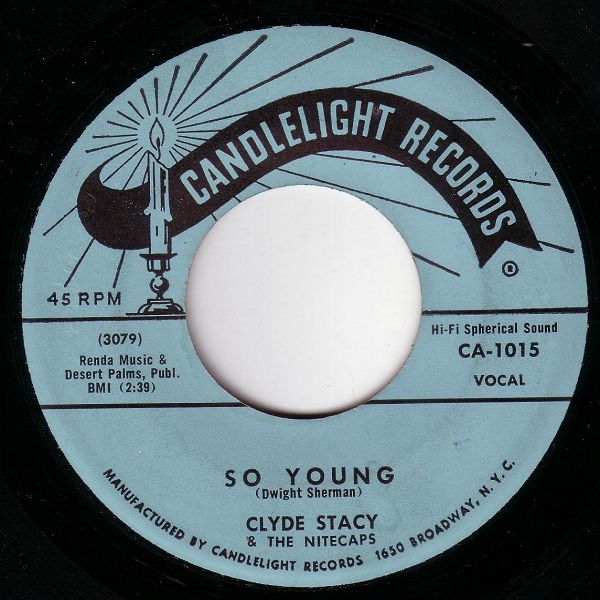 CANDLELIGHT RECORDS
®
45 RPM
(3079)
Renda Music &
Desert Palms, Publ.
BMI (2:39)
Hi-Fi Spherical Sound
CA-1015
VOCAL
SO YOUNG
(Dwight Sherman)
CLYDE STACY
& THE NITECAPS
MANUFACTURED BY CANDLELIGHT RECORDS 1650 BROADWAY, N.Y.C.